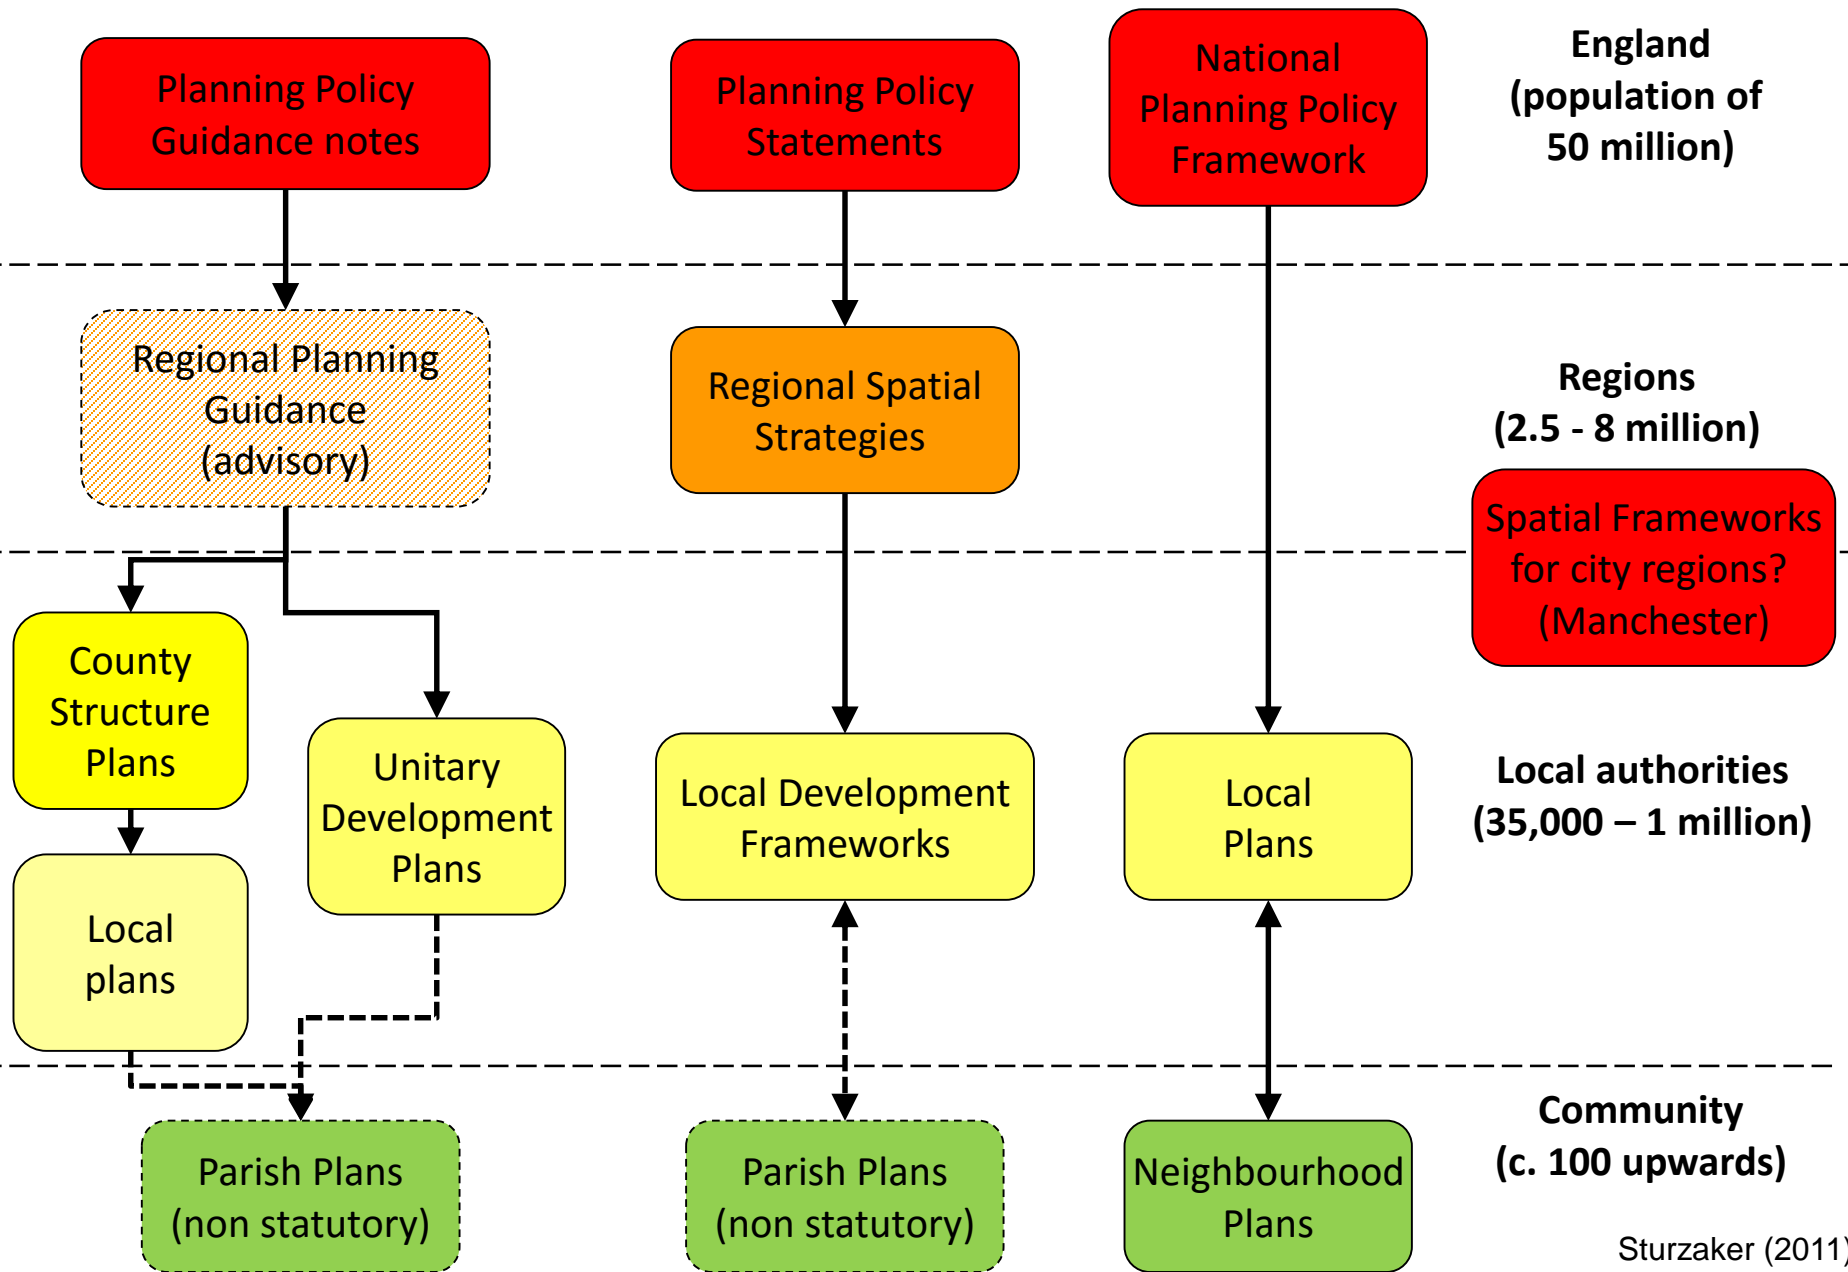 Planning Policy
Guidance notes
Planning Policy
Statements
National
Planning Policy
Framework
England
(population of
50 million)
Regional Planning
Guidance
(advisory)
Regional Spatial
Strategies
Regions
(2.5 - 8 million)
Spatial Frameworks
for city regions?
(Manchester)
County
Structure
Plans
Unitary
Development
Plans
Local Development
Frameworks
Local
Plans
Local authorities
(35,000 – 1 million)
Local
plans
Parish Plans
(non statutory)
Parish Plans
(non statutory)
Neighbourhood
Plans
Community
(c. 100 upwards)
Sturzaker (2011)